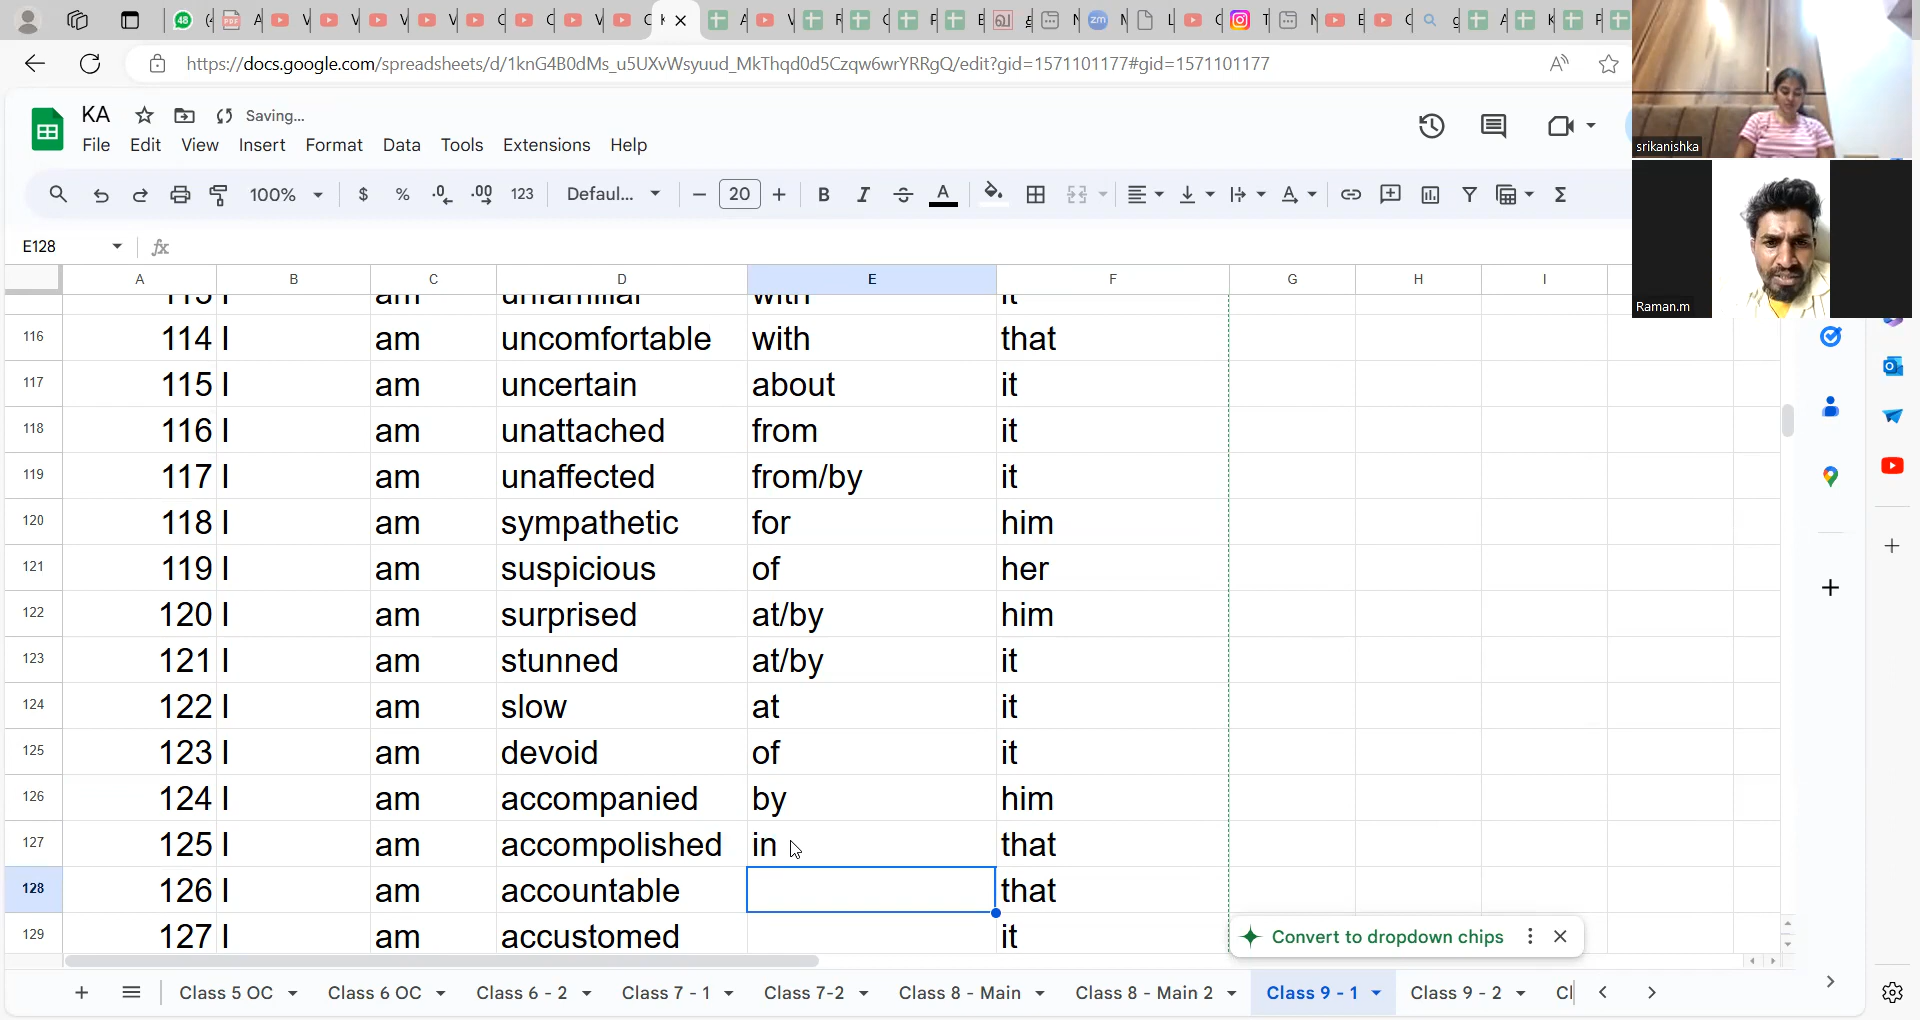 48
https://docs.google.com/spreadsheets/d/1knG4B0dMs_u5UXvWsyuud_MkThqd0d5Czqw6wrYRRgQ/edit?gid=1571101177#gid=1571101177
KA Saving...
File Edit View Insert Format Data Tools Extensions Help
100% $ % .0 .00 123 Defaul... 20 B I A Σ
E128 fx
A B C D E F G H I
I am unfamiliar with it
116 114 I am uncomfortable with that
117 115 I am uncertain about it
118 116 I am unattached from it
119 117 I am unaffected from/by it
120 118 I am sympathetic for him
121 119 I am suspicious of her
122 120 I am surprised at/by him
123 121 I am stunned at/by it
124 122 I am slow at it
125 123 I am devoid of it
126 124 I am accompanied by him
127 125 I am accompolished in that
128 126 I am accountable that
129 127 I am accustomed it
Convert to dropdown chips
Class 5 OC Class 6 OC Class 6 - 2 Class 7 - 1 Class 7-2 Class 8 - Main Class 8 - Main 2 Class 9 - 1 Class 9 - 2 Cl
srikanishka
Raman.m